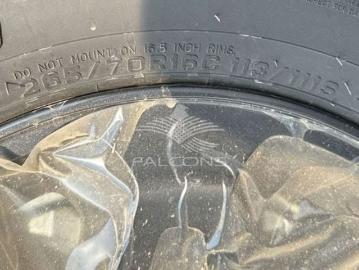 DO NOT MOUNT ON 16.5 INCH RIMS.
265/70R16C 113/111S
PALCONS